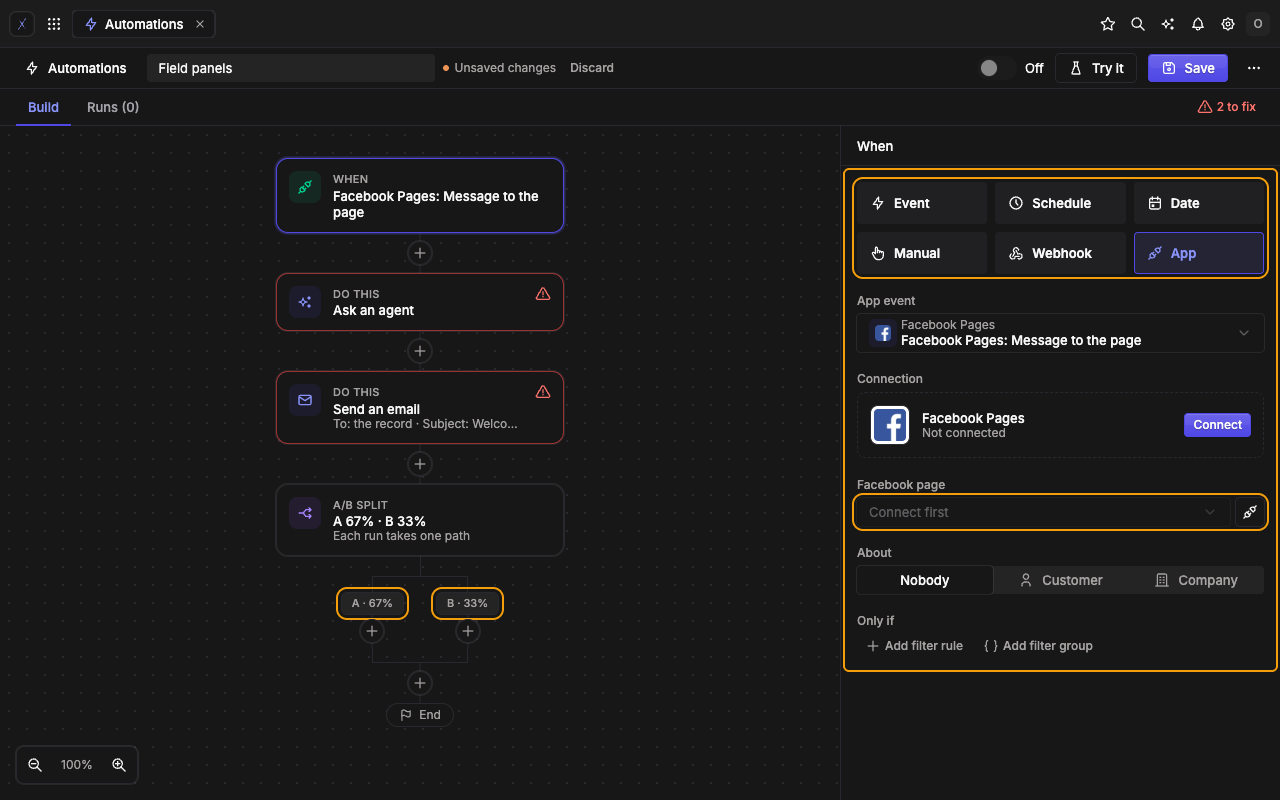 Automations
O
Automations
Field panels
Unsaved changes
Discard
Off
Try It
Save
Build
Runs (0)
2 to fix
WHEN
Facebook Pages: Message to the
page
DO THIS
Ask an agent
DO THIS
Send an email
To: the record · Subject: Welco...
A/B SPLIT
A 67% · B 33%
Each run takes one path
A · 67%
B · 33%
End
100%
When
Event
Schedule
Date
Manual
Webhook
App
App event
Facebook Pages
Facebook Pages: Message to the page
Connection
Facebook Pages
Not connected
Connect
Facebook page
Connect first
About
Nobody
Customer
Company
Only if
Add filter rule
{ } Add filter group